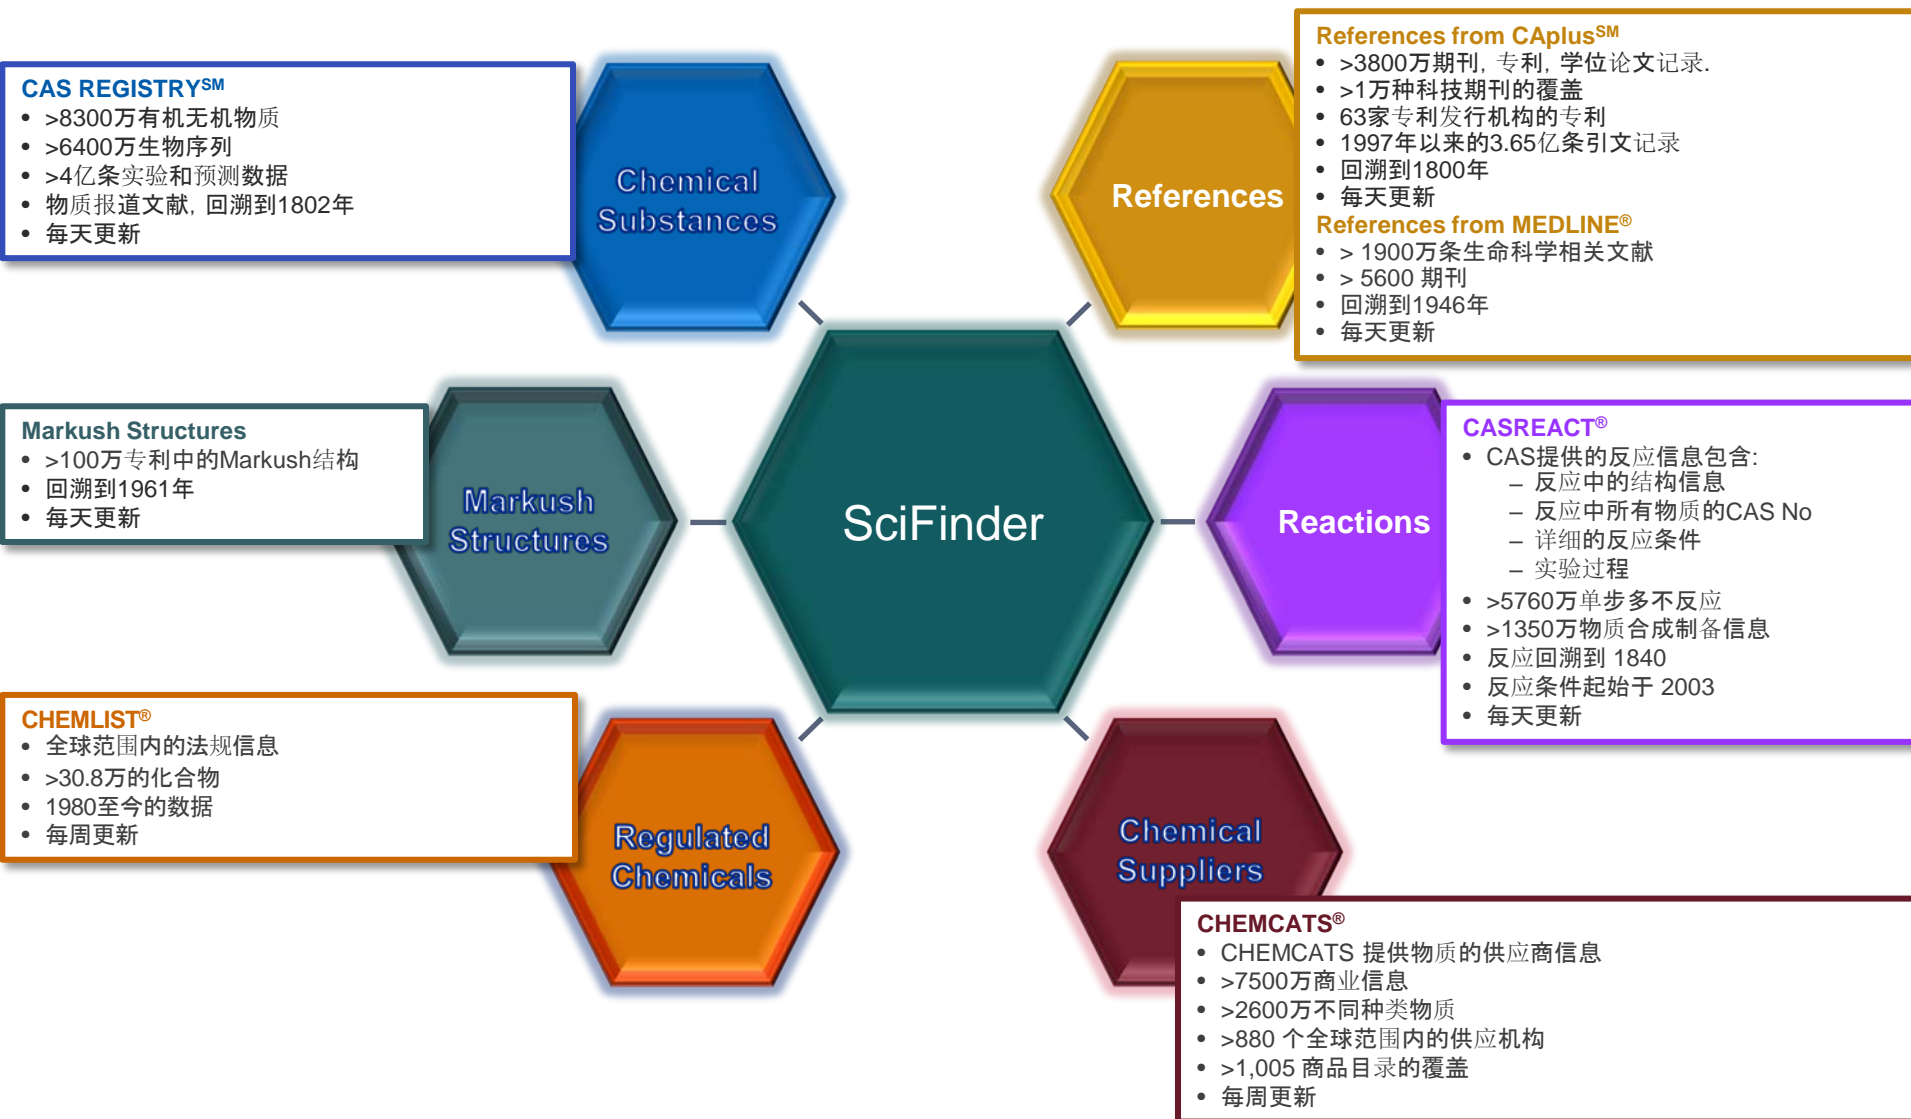 CAS REGISTRYSM
• >8300万有机无机物质
• >6400万生物序列
• >4亿条实验和预测数据
• 物质报道文献, 回溯到1802年
• 每天更新
Chemical
Substances
References
References from CAplusSM
• >3800万期刊, 专利, 学位论文记录.
• >1万种科技期刊的覆盖
• 63家专利发行机构的专利
• 1997年以来的3.65亿条引文记录
• 回溯到1800年
• 每天更新
References from MEDLINE®
• > 1900万条生命科学相关文献
• > 5600 期刊
• 回溯到1946年
• 每天更新
Markush Structures
• >100万专利中的Markush结构
• 回溯到1961年
• 每天更新
Markush
Structures
SciFinder
Reactions
CASREACT®
• CAS提供的反应信息包含:
– 反应中的结构信息
– 反应中所有物质的CAS No
– 详细的反应条件
– 实验过程
• >5760万单步多不反应
• >1350万物质合成制备信息
• 反应回溯到 1840
• 反应条件起始于 2003
• 每天更新
CHEMLIST®
• 全球范围内的法规信息
• >30.8万的化合物
• 1980至今的数据
• 每周更新
Regulated
Chemicals
Chemical
Suppliers
CHEMCATS®
• CHEMCATS 提供物质的供应商信息
• >7500万商业信息
• >2600万不同种类物质
• >880 个全球范围内的供应机构
• >1,005 商品目录的覆盖
• 每周更新